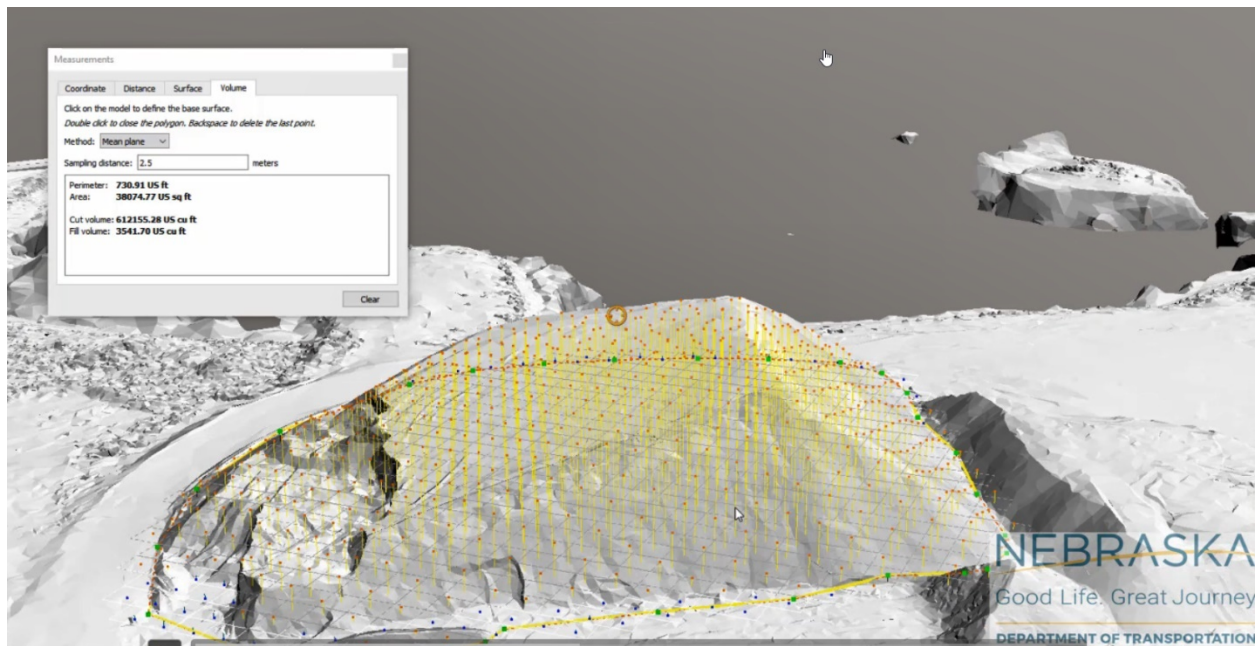 Measurements
Coordinate Distance Surface Volume
Click on the model to define the base surface.
Double click to close the polygon. Backspace to delete the last point.
Method: Mean plane
Sampling distance: 2.5 meters
Perimeter: 730.91 US ft
Area: 38074.77 US sq ft
Cut volume: 612155.28 US cu ft
Fill volume: 3541.70 US cu ft
Clear
NEBRASKA
Good Life. Great Journey
DEPARTMENT OF TRANSPORTATION